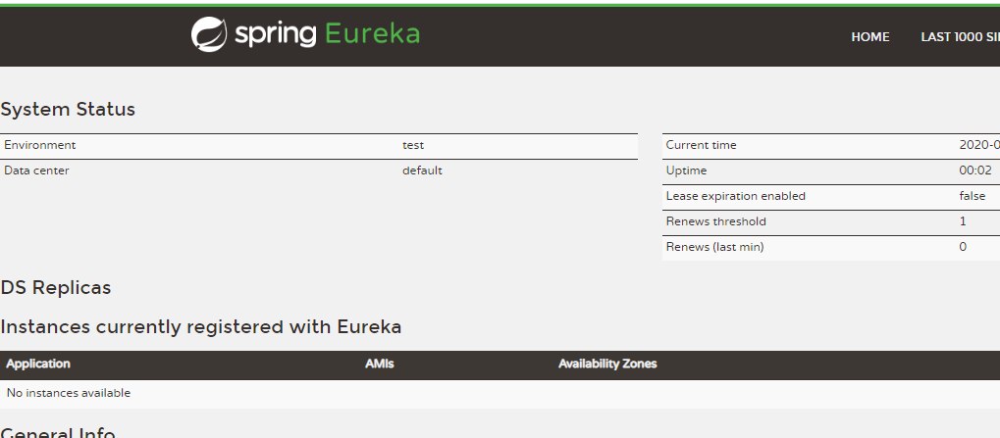 spring Eureka
HOME LAST 1000 SI
System Status
Environment test
Data center default
Current time 2020-0
Uptime 00:02
Lease expiration enabled false
Renews threshold 1
Renews (last min) 0
DS Replicas
Instances currently registered with Eureka
Application AMIs Availability Zones
No instances available
General Info